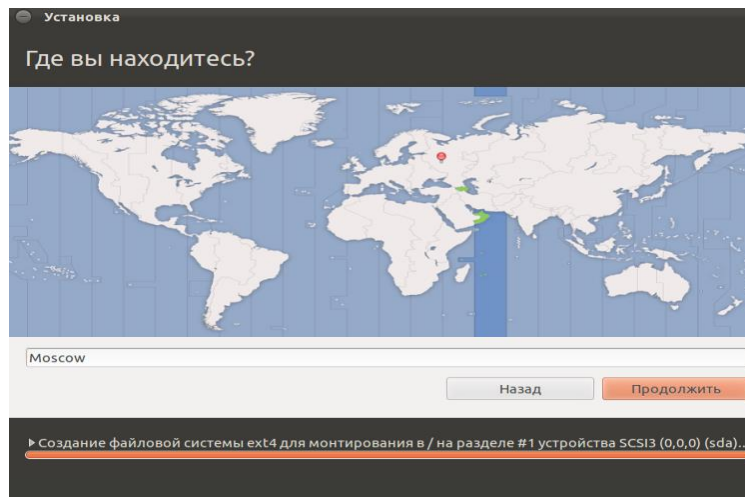 Установка
Где вы находитесь?
Moscow
Назад
Продолжить
Создание файловой системы ext4 для монтирования в / на разделе #1 устройства SCSI3 (0,0,0) (sda)...